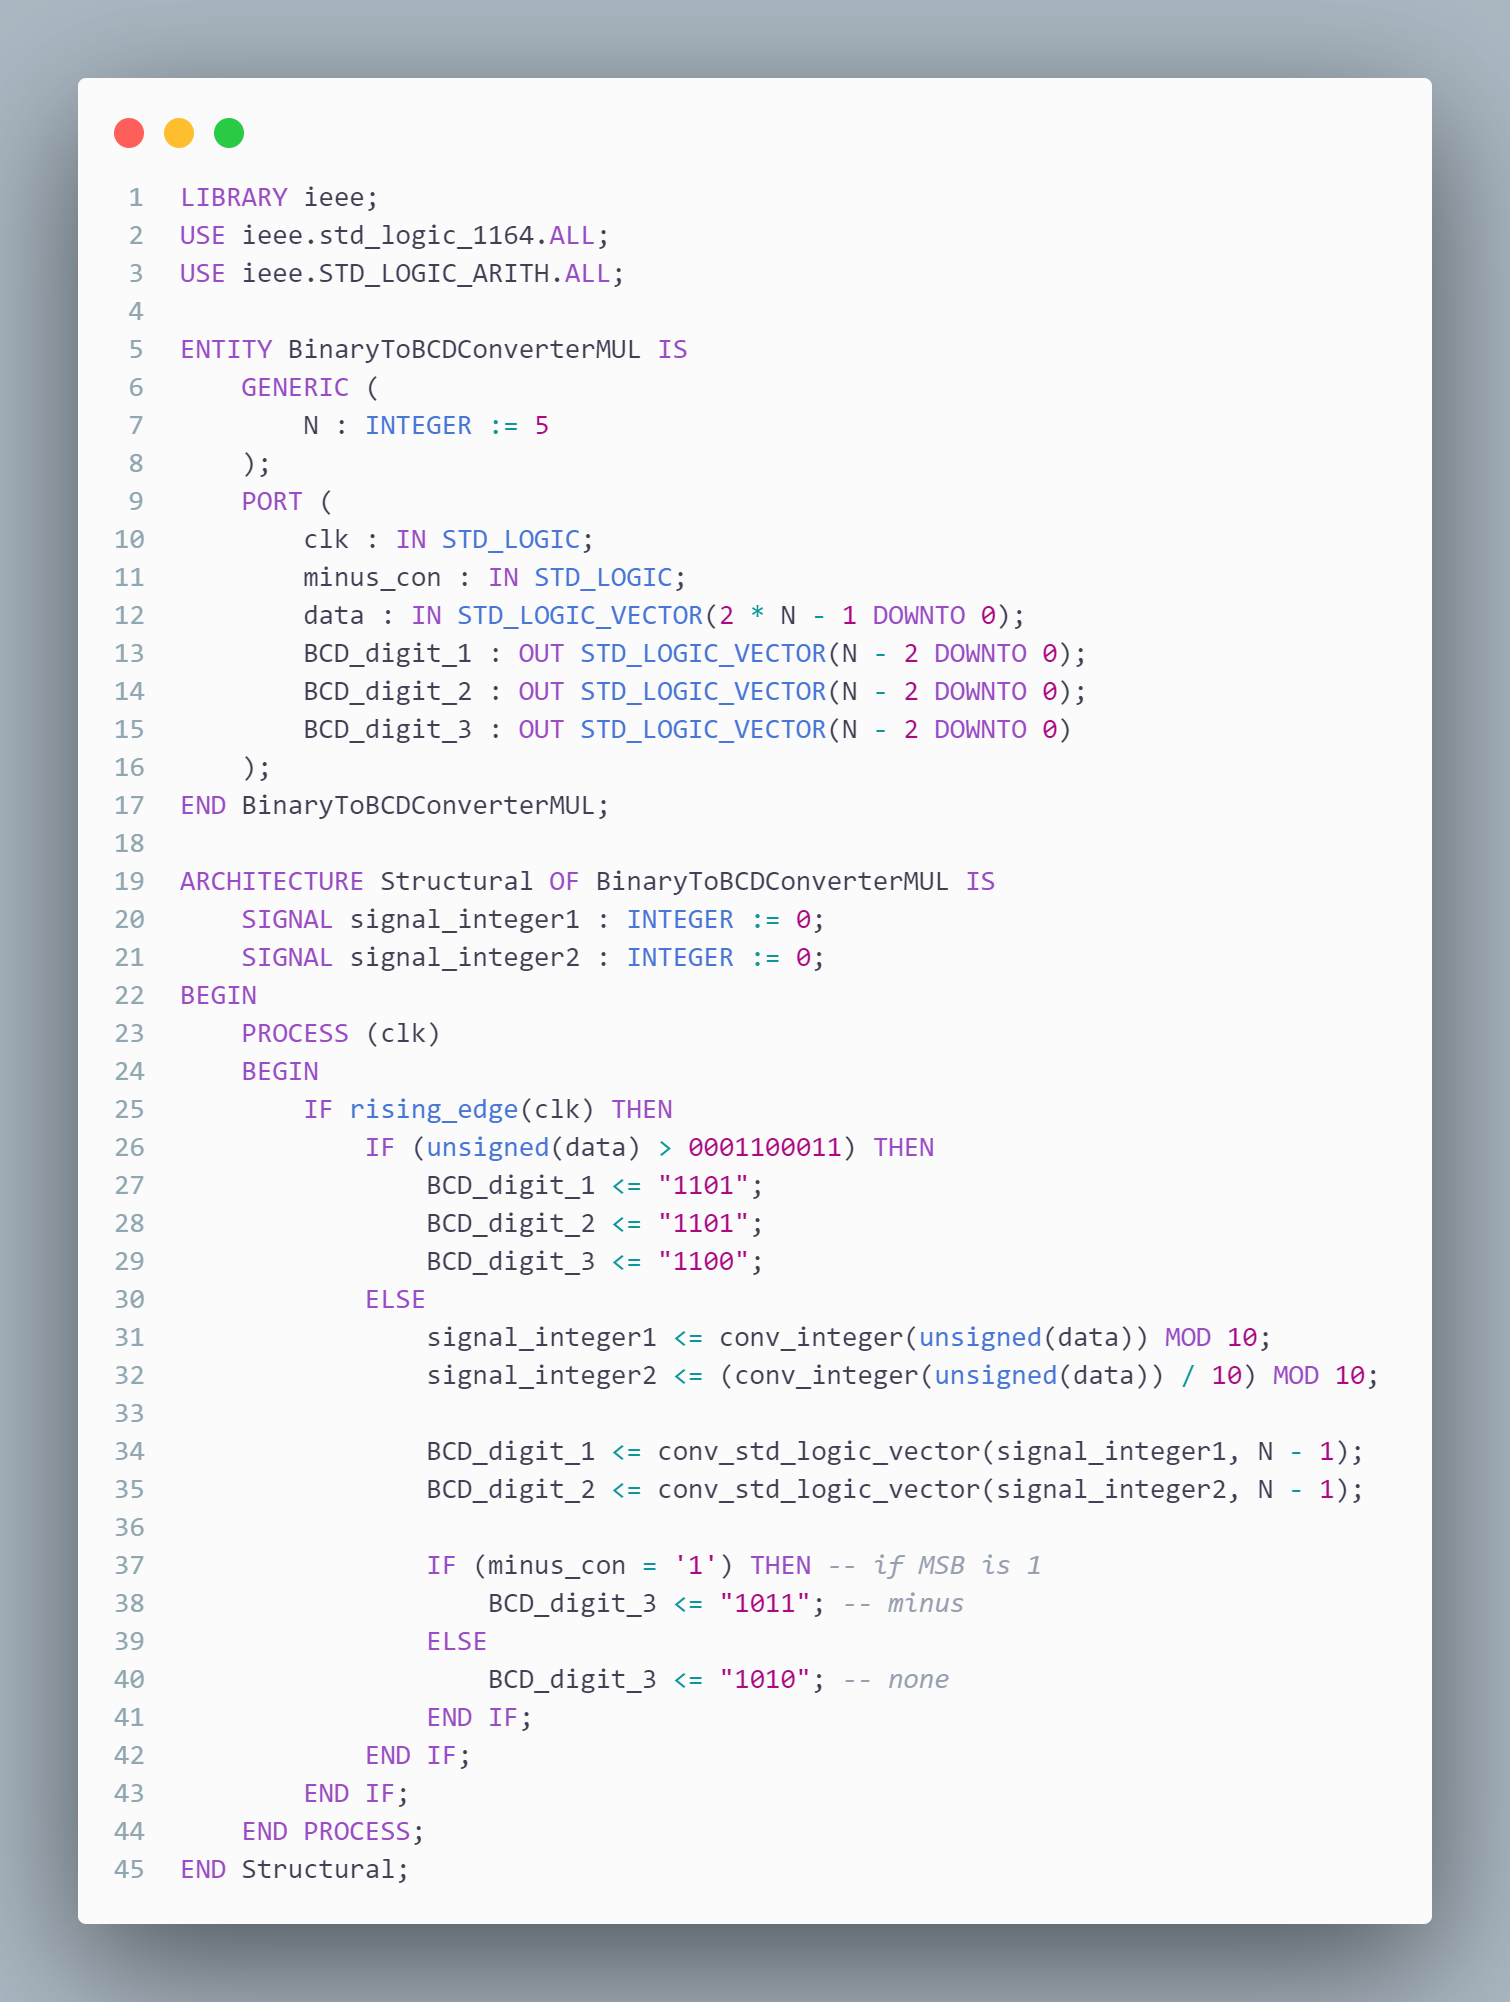 1 LIBRARY ieee;
2 USE ieee.std_logic_1164.ALL;
3 USE ieee.STD_LOGIC_ARITH.ALL;
4
5 ENTITY BinaryToBCDConverterMUL IS
6     GENERIC (
7         N : INTEGER := 5
8     );
9     PORT (
10         clk : IN STD_LOGIC;
11         minus_con : IN STD_LOGIC;
12         data : IN STD_LOGIC_VECTOR(2 * N - 1 DOWNTO 0);
13         BCD_digit_1 : OUT STD_LOGIC_VECTOR(N - 2 DOWNTO 0);
14         BCD_digit_2 : OUT STD_LOGIC_VECTOR(N - 2 DOWNTO 0);
15         BCD_digit_3 : OUT STD_LOGIC_VECTOR(N - 2 DOWNTO 0)
16     );
17 END BinaryToBCDConverterMUL;
18
19 ARCHITECTURE Structural OF BinaryToBCDConverterMUL IS
20     SIGNAL signal_integer1 : INTEGER := 0;
21     SIGNAL signal_integer2 : INTEGER := 0;
22 BEGIN
23     PROCESS (clk)
24     BEGIN
25         IF rising_edge(clk) THEN
26             IF (unsigned(data) > 0001100011) THEN
27                 BCD_digit_1 <= "1101";
28                 BCD_digit_2 <= "1101";
29                 BCD_digit_3 <= "1100";
30             ELSE
31                 signal_integer1 <= conv_integer(unsigned(data)) MOD 10;
32                 signal_integer2 <= (conv_integer(unsigned(data)) / 10) MOD 10;
33
34                 BCD_digit_1 <= conv_std_logic_vector(signal_integer1, N - 1);
35                 BCD_digit_2 <= conv_std_logic_vector(signal_integer2, N - 1);
36
37                 IF (minus_con = '1') THEN -- if MSB is 1
38                     BCD_digit_3 <= "1011"; -- minus
39                 ELSE
40                     BCD_digit_3 <= "1010"; -- none
41                 END IF;
42             END IF;
43         END IF;
44     END PROCESS;
45 END Structural;